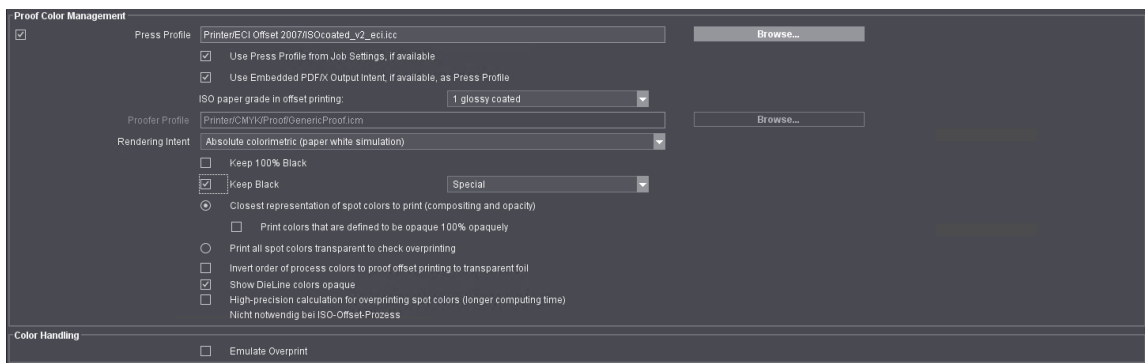 Proof Color Management
Press Profile Printer/ECI Offset 2007/ISOcoated_v2_eci.icc Browse...
Use Press Profile from Job Settings, if available
Use Embedded PDF/X Output Intent, if available, as Press Profile
ISO paper grade in offset printing: 1 glossy coated
Proofer Profile Printer/CMYK/Proof/GenericProof.icm Browse...
Rendering Intent Absolute colorimetric (paper white simulation)
Keep 100% Black
Keep Black Special
Closest representation of spot colors to print (compositing and opacity)
Print colors that are defined to be opaque 100% opaquely
Print all spot colors transparent to check overprinting
Invert order of process colors to proof offset printing to transparent foil
Show DieLine colors opaque
High-precision calculation for overprinting spot colors (longer computing time)
Nicht notwendig bei ISO-Offset-Prozess
Color Handling
Emulate Overprint